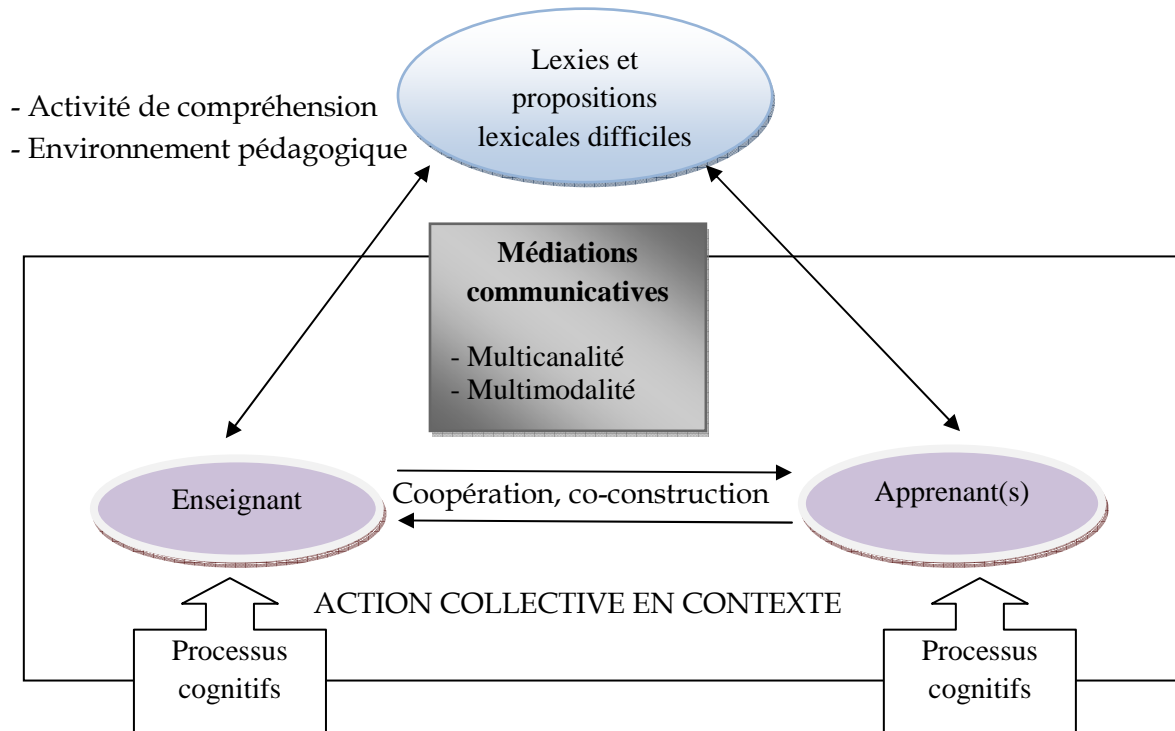 Lexies et
propositions
lexicales difficiles
- Activité de compréhension
- Environnement pédagogique
Médiations
communicatives
- Multicanalité
- Multimodalité
Enseignant
Coopération, co-construction
Apprenant(s)
ACTION COLLECTIVE EN CONTEXTE
Processus
cognitifs
Processus
cognitifs